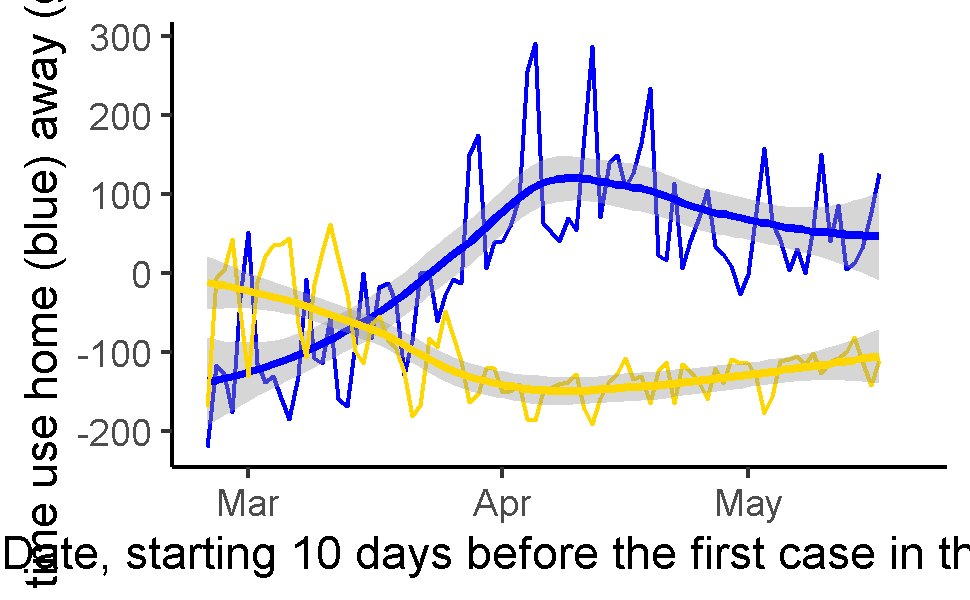 time use home (blue) away (
300
200
100
0
-100
-200
Mar Apr May
Date, starting 10 days before the first case in th